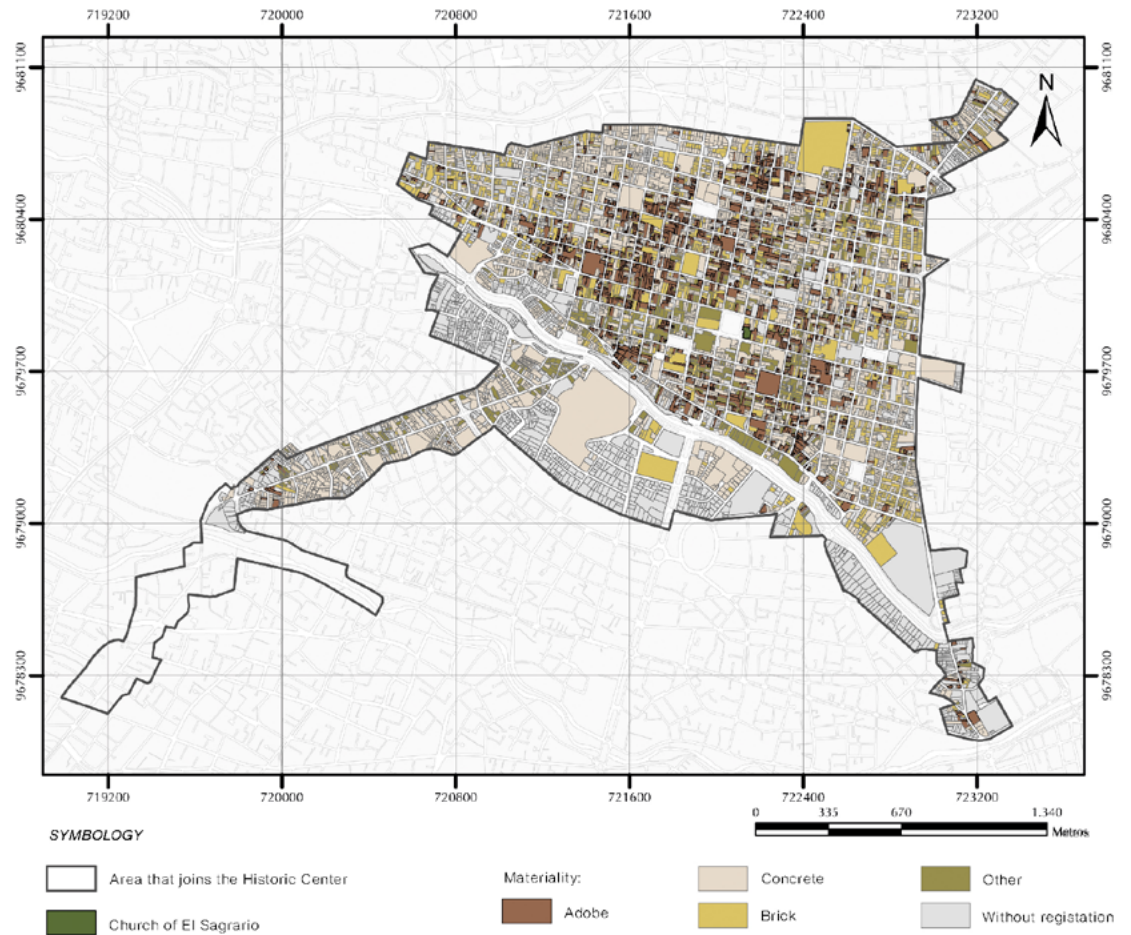 719200 720000 720800 721600 722400 723200
9681100 9681100
N
9680400 9680400
9679700 9679700
9679000 9679000
9678300 9678300
719200 720000 720800 721600 722400 723200
0 335 670 1.340
Metros
SYMBOLOGY
Area that joins the Historic Center
Church of El Sagrario
Materiality:
Adobe
Concrete
Brick
Other
Without registation